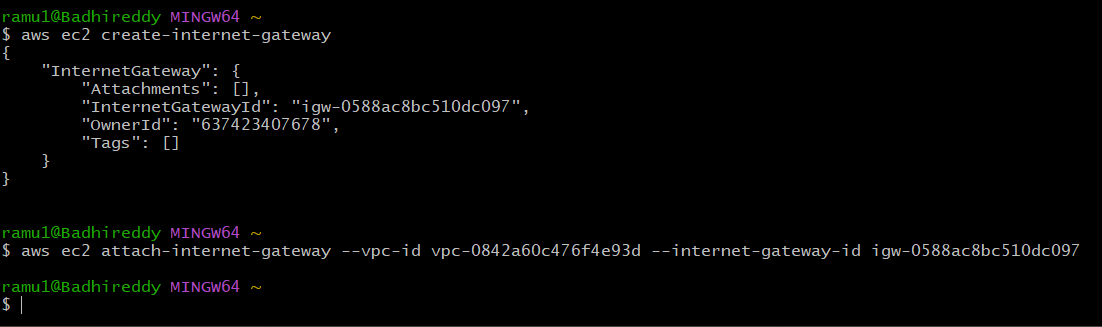 ramu1@Badhireddy MINGW64 ~
$ aws ec2 create-internet-gateway
{
    "InternetGateway": {
        "Attachments": [],
        "InternetGatewayId": "igw-0588ac8bc510dc097",
        "OwnerId": "637423407678",
        "Tags": []
    }
}
ramu1@Badhireddy MINGW64 ~
$ aws ec2 attach-internet-gateway --vpc-id vpc-0842a60c476f4e93d --internet-gateway-id igw-0588ac8bc510dc097
ramu1@Badhireddy MINGW64 ~
$